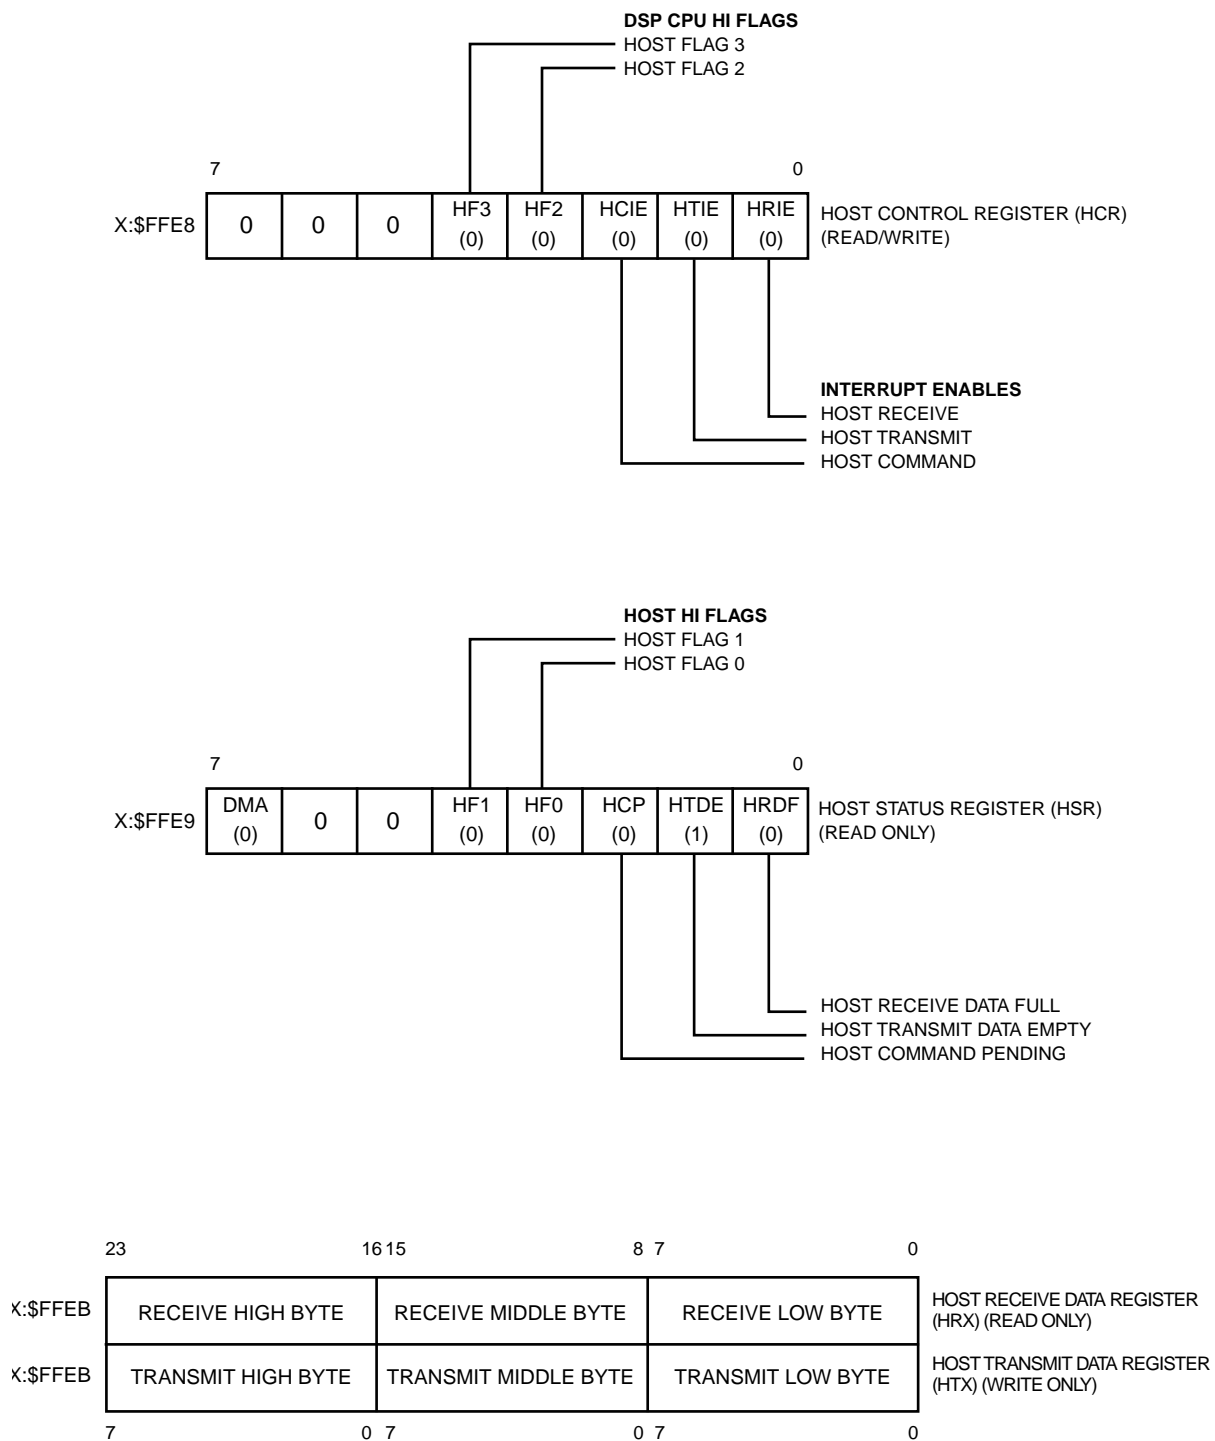 DSP CPU HI FLAGS
HOST FLAG 3
HOST FLAG 2
7 0
X:$FFE8 0 0 0 HF3 HF2 HCIE HTIE HRIE HOST CONTROL REGISTER (HCR)
(0) (0) (0) (0) (0) (READ/WRITE)
INTERRUPT ENABLES
HOST RECEIVE
HOST TRANSMIT
HOST COMMAND
HOST HI FLAGS
HOST FLAG 1
HOST FLAG 0
7 0
X:$FFE9 DMA 0 0 HF1 HF0 HCP HTDE HRDF HOST STATUS REGISTER (HSR)
(0) (0) (0) (0) (1) (0) (READ ONLY)
HOST RECEIVE DATA FULL
HOST TRANSMIT DATA EMPTY
HOST COMMAND PENDING
23 16 15 8 7 0
X:$FFEB RECEIVE HIGH BYTE RECEIVE MIDDLE BYTE RECEIVE LOW BYTE HOST RECEIVE DATA REGISTER
(HRX) (READ ONLY)
X:$FFEB TRANSMIT HIGH BYTE TRANSMIT MIDDLE BYTE TRANSMIT LOW BYTE HOST TRANSMIT DATA REGISTER
(HTX) (WRITE ONLY)
7 0 7 0 7 0